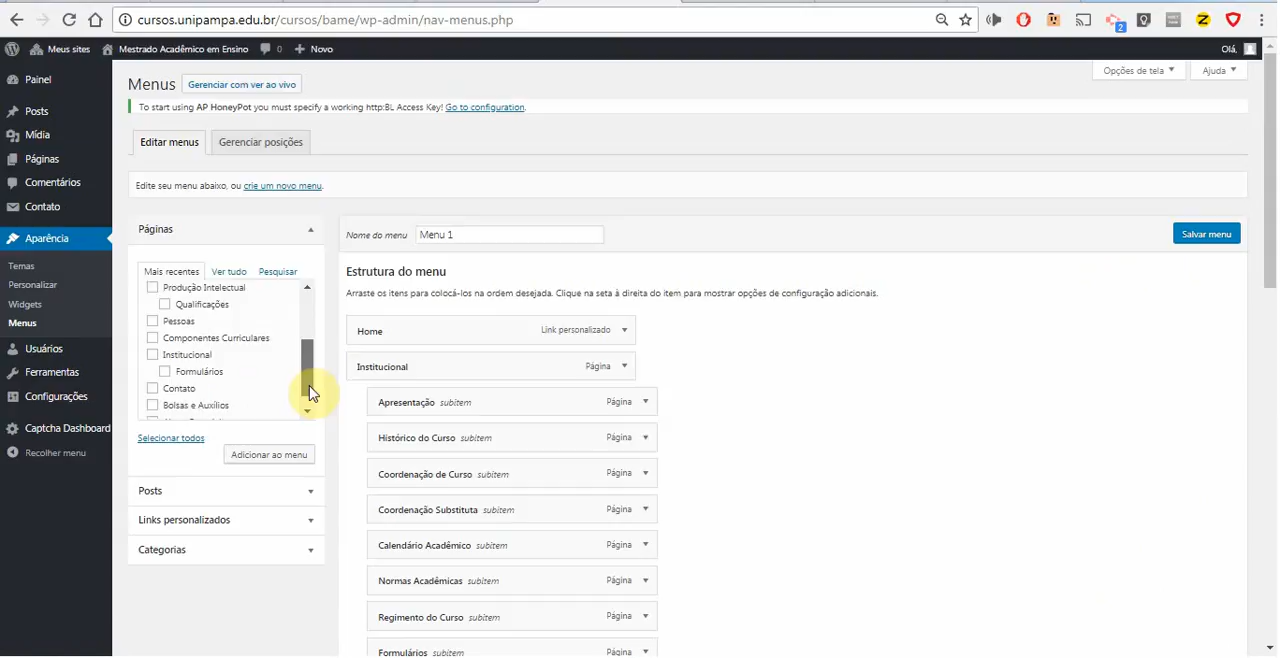 cursos.unipampa.edu.br/cursos/bame/wp-admin/nav-menus.php
2
Meus sites
Mestrado Acadêmico em Ensino
0
Novo
Olá,
Painel
Posts
Mídia
Páginas
Comentários
Contato
Aparência
Temas
Personalizar
Widgets
Menus
Usuários
Ferramentas
Configurações
Captcha Dashboard
Recolher menu
Menus
Gerenciar com ver ao vivo
Opções de tela
Ajuda
To start using AP HoneyPot you must specify a working http:BL Access Key! Go to configuration.
Editar menus
Gerenciar posições
Edite seu menu abaixo, ou crie um novo menu.
Páginas
Mais recentes
Ver tudo
Pesquisar
Produção Intelectual
Qualificações
Pessoas
Componentes Curriculares
Institucional
Formulários
Contato
Bolsas e Auxílios
Selecionar todos
Adicionar ao menu
Posts
Links personalizados
Categorias
Nome do menu
Menu 1
Salvar menu
Estrutura do menu
Arraste os itens para colocá-los na ordem desejada. Clique na seta à direita do item para mostrar opções de configuração adicionais.
Home Link personalizado
Institucional Página
Apresentação subitem Página
Histórico do Curso subitem Página
Coordenação de Curso subitem Página
Coordenação Substituta subitem Página
Calendário Acadêmico subitem Página
Normas Acadêmicas subitem Página
Regimento do Curso subitem Página
Formulários subitem Página